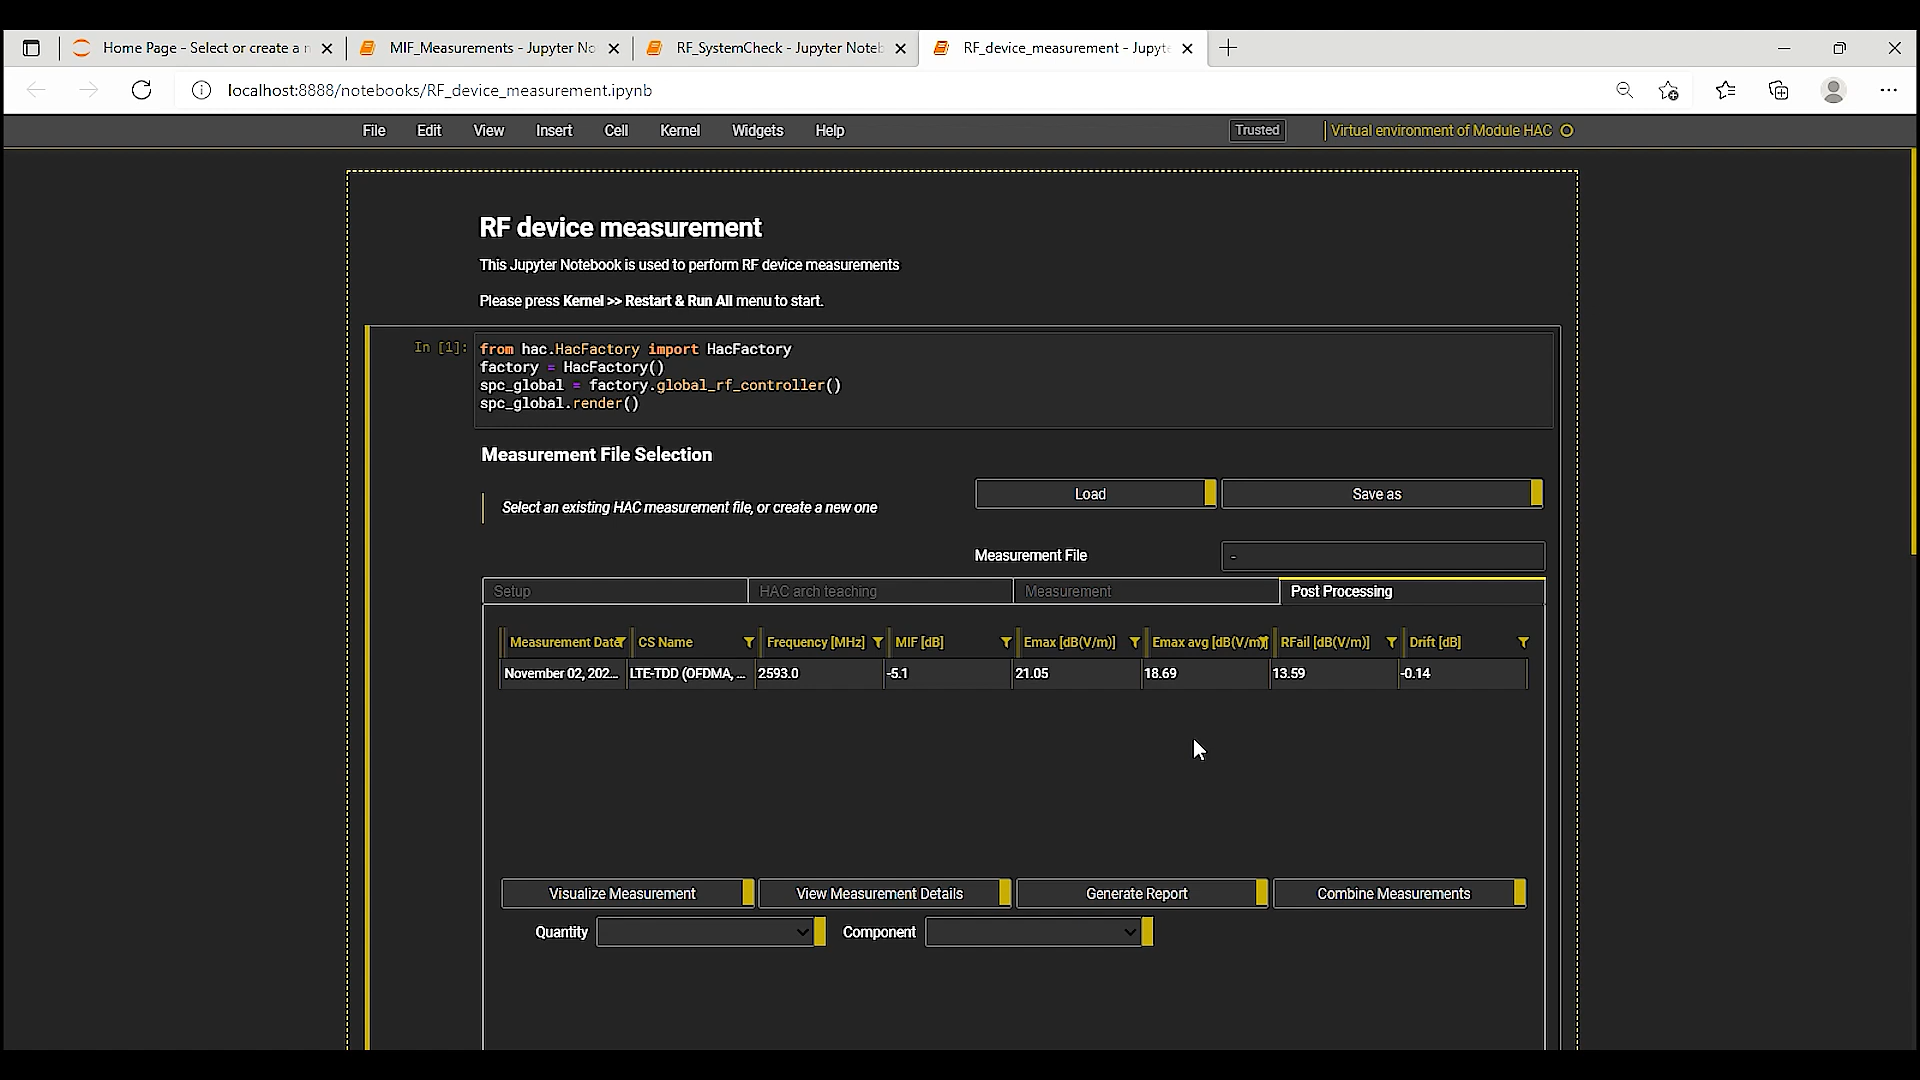 Home Page - Select or create a n
MIF_Measurements - Jupyter No
RF_SystemCheck - Jupyter Noteb
RF_device_measurement - Jupyte
localhost:8888/notebooks/RF_device_measurement.ipynb
File Edit View Insert Cell Kernel Widgets Help Trusted Virtual environment of Module HAC
RF device measurement
This Jupyter Notebook is used to perform RF device measurements
Please press Kernel >> Restart & Run All menu to start.
In [1]: from hac.HacFactory import HacFactory
factory = HacFactory()
spc_global = factory.global_rf_controller()
spc_global.render()
Measurement File Selection
Load Save as
Select an existing HAC measurement file, or create a new one
Measurement File -
Setup HAC arch teaching Measurement Post Processing
Measurement Date CS Name Frequency [MHz] MIF [dB] Emax [dB(V/m)] Emax avg [dB(V/m)] RFail [dB(V/m)] Drift [dB]
November 02, 202... LTE-TDD (OFDMA, ... 2593.0 -5.1 21.05 18.69 13.59 -0.14
Visualize Measurement View Measurement Details Generate Report Combine Measurements
Quantity Component